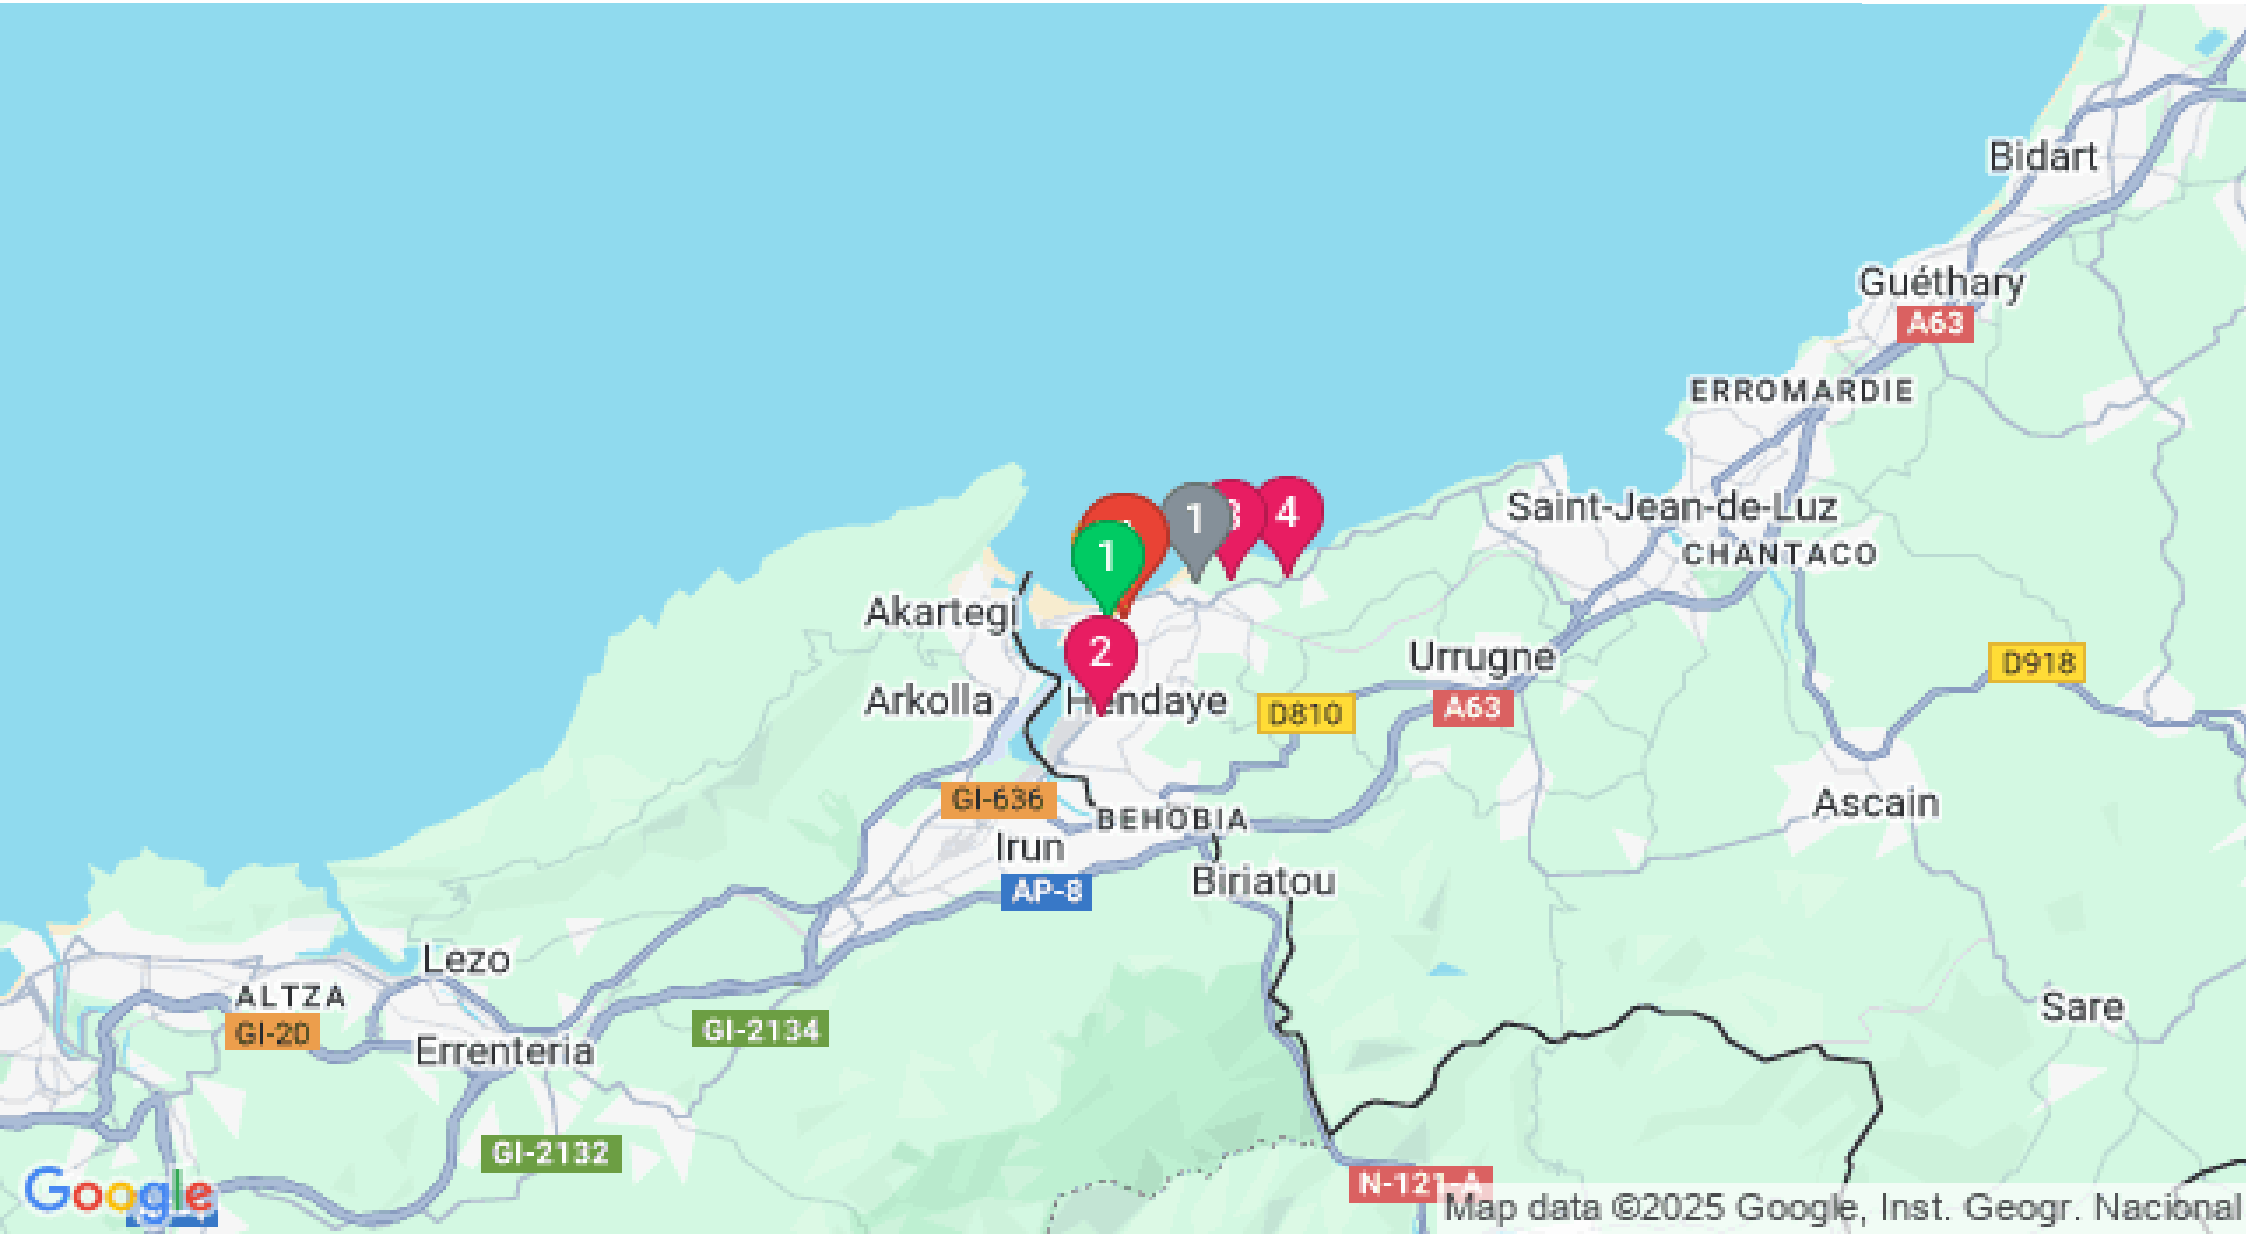 Bidart
Guéthary
A63
ERROMARDIE
Saint-Jean-de-Luz
1
3
4
1
CHANTACO
Akartegi
2
Urrugne
D918
Arkolla
Hendaye
D810
A63
GI-636
BEHOBIA
Ascain
Irun
AP-8
Biriatou
Lezo
ALTZA
GI-20
GI-2134
Sare
Errenteria
GI-2132
N-121-A
Google
Map data ©2025 Google, Inst. Geogr. Nacional